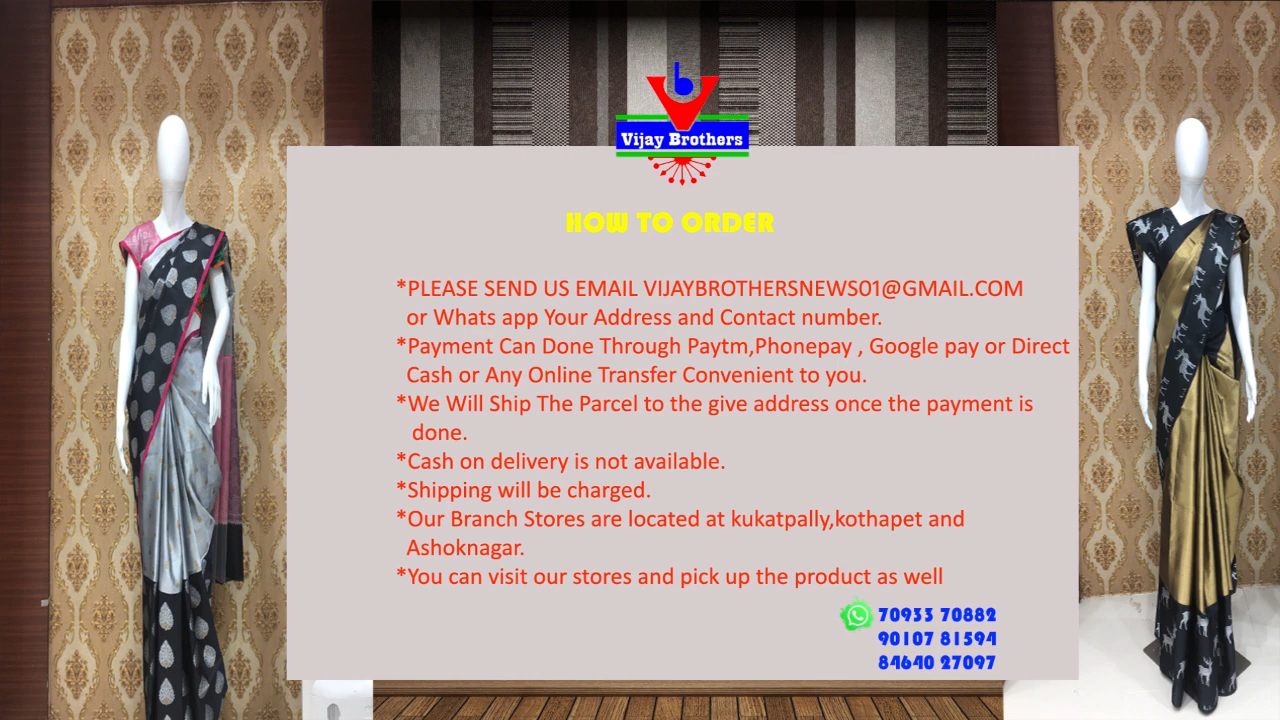 b
Vijay Brothers
HOW TO ORDER
*PLEASE SEND US EMAIL VIJAYBROTHERSNEWS01@GMAIL.COM
or Whats app Your Address and Contact number.
*Payment Can Done Through Paytm,Phonepay , Google pay or Direct
Cash or Any Online Transfer Convenient to you.
*We Will Ship The Parcel to the give address once the payment is
done.
*Cash on delivery is not available.
*Shipping will be charged.
*Our Branch Stores are located at kukatpally,kothapet and
Ashoknagar.
*You can visit our stores and pick up the product as well
70933 70882
90107 81594
84640 27097